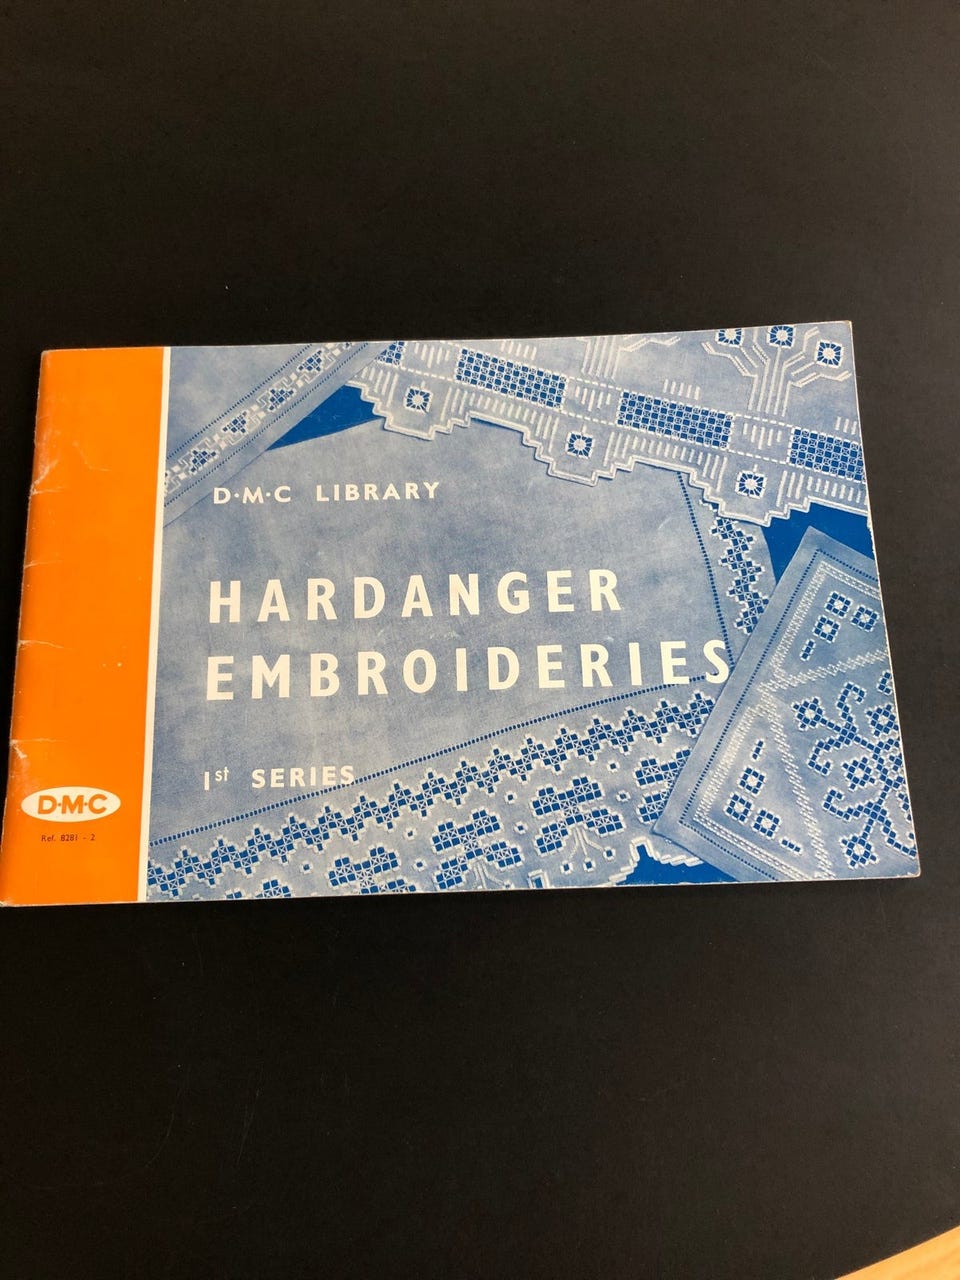 D·M·C LIBRARY
HARDANGER
EMBROIDERIES
1st SERIES
D·M·C
Ref. 8281 - 2